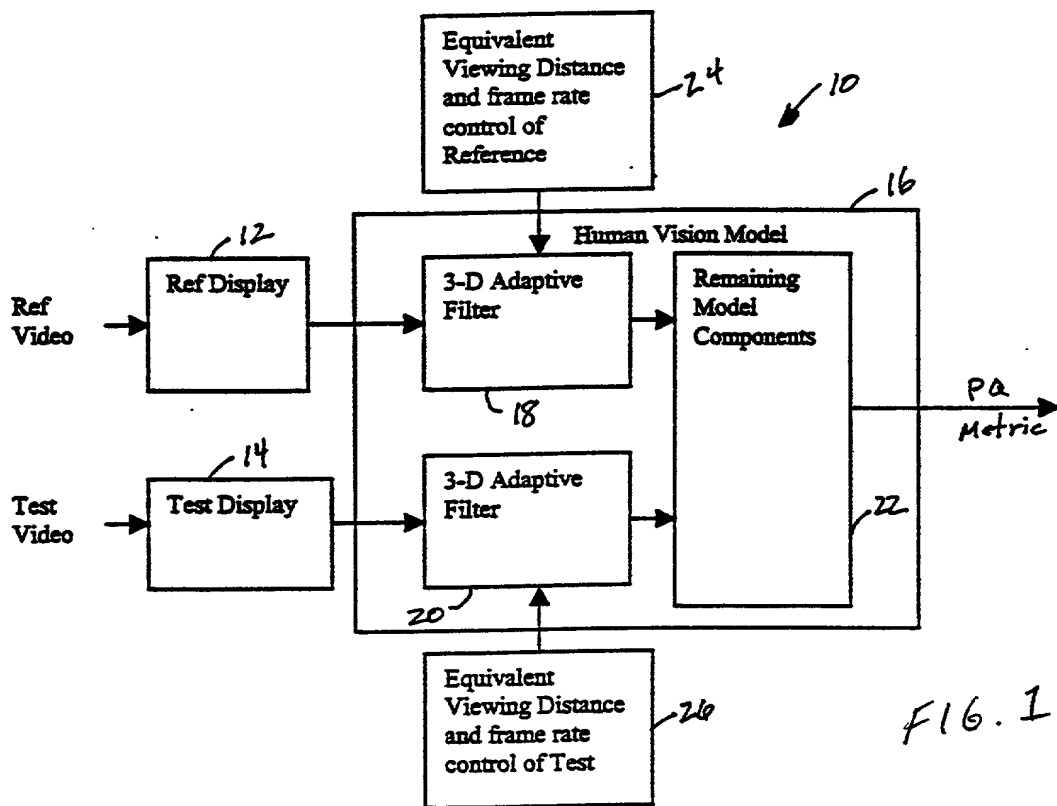 Equivalent
Viewing Distance
and frame rate
control of
Reference
24
10
16
Human Vision Model
12
Ref Display
3-D Adaptive
Filter
Remaining
Model
Components
Ref
Video
18
PQ
Metric
14
Test Display
3-D Adaptive
Filter
Test
Video
22
20
Equivalent
Viewing Distance
and frame rate
control of Test
26
FIG. 1